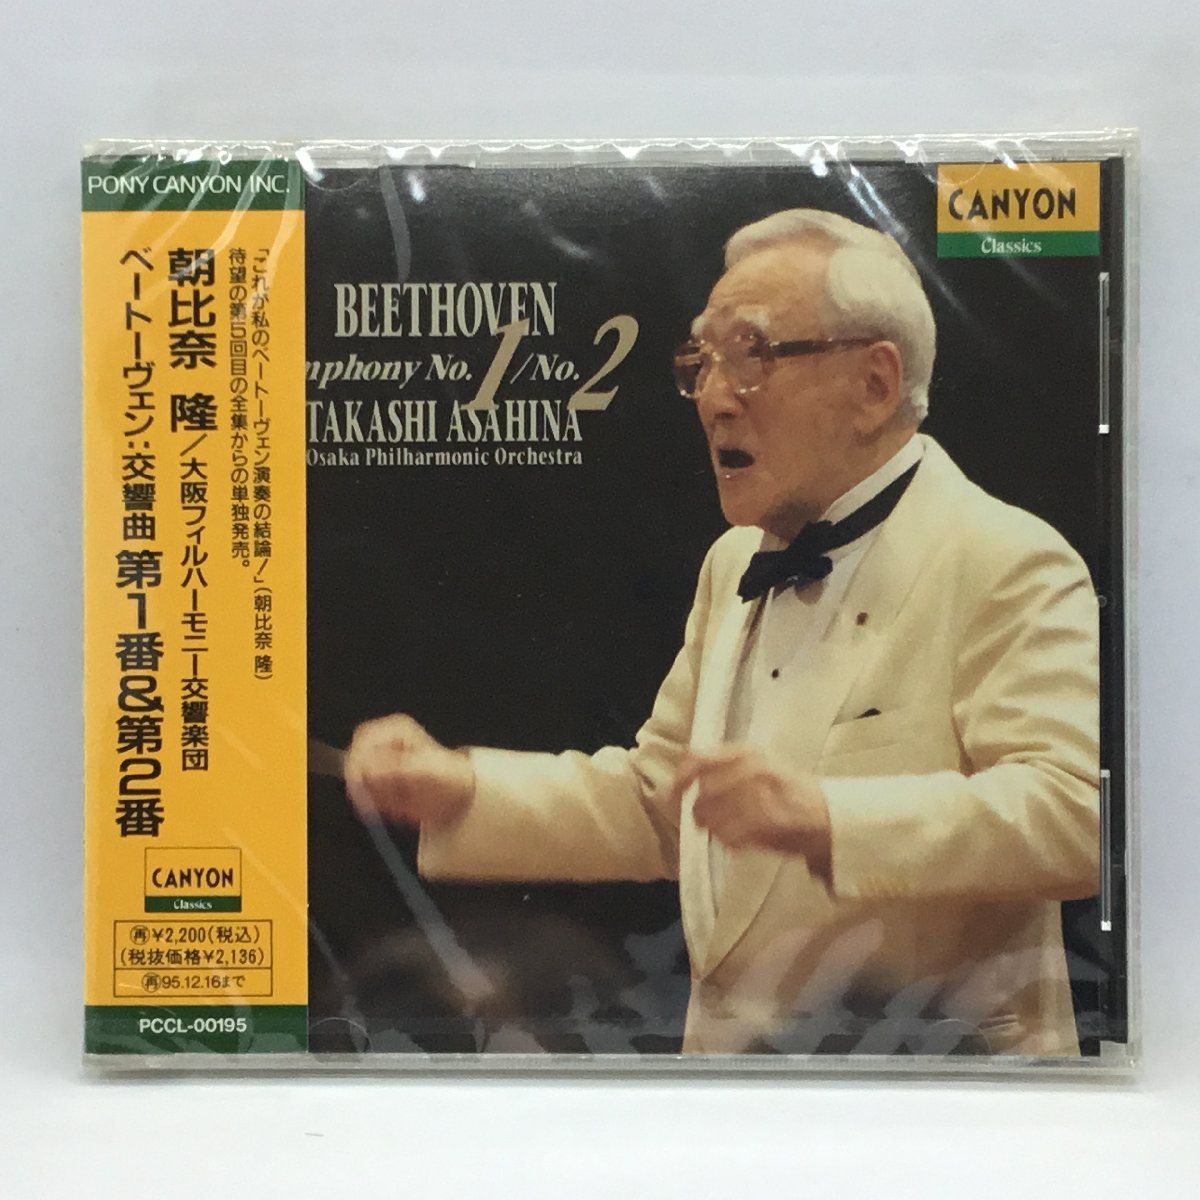 PONY CANYON INC.
「これが私のベートーヴェン演奏の結論!」(朝比奈 隆)
待望の第5回目の全集からの単独発売。
朝比奈 隆/大阪フィルハーモニー交響楽団
ベートーヴェン:交響曲 第1番&第2番
CANYON
Classics
再¥2,200(税込)
(税抜価格¥2,136)
再95.12.16まで
PCCL-00195
CANYON
Classics
BEETHOVEN
mphony No.1/No.2
TAKASHI ASAHINA
Osaka Philharmonic Orchestra